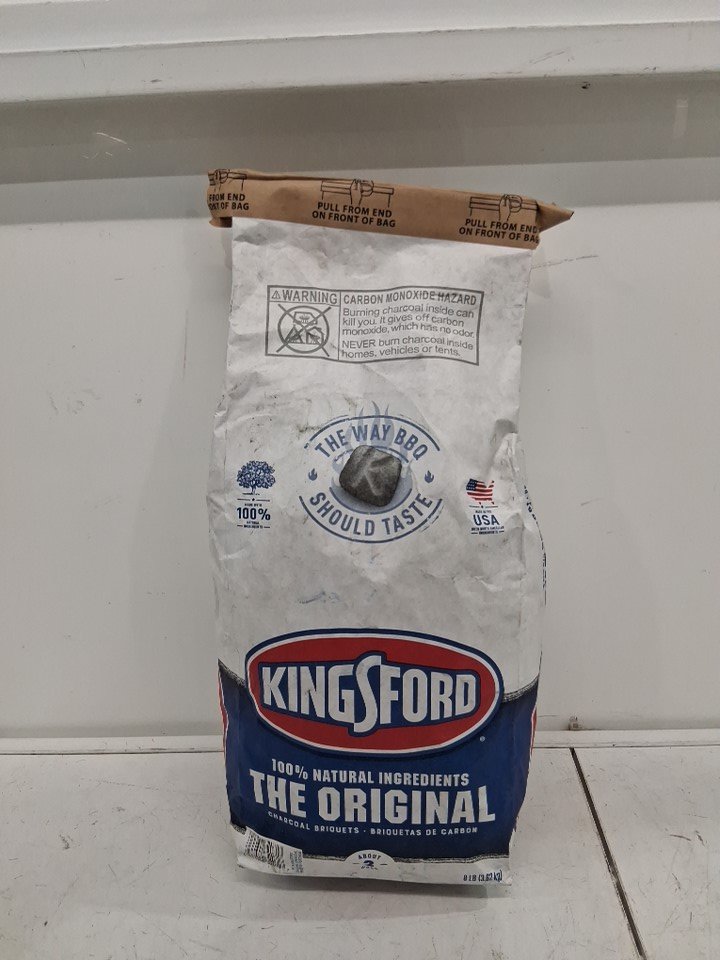 FROM END
ONT OF BAG
PULL FROM END
ON FRONT OF BAG
PULL FROM END
ON FRONT OF BAG
WARNING
CARBON MONOXIDE HAZARD
Burning charcoal inside can
kill you. It gives off carbon
monoxide, which has no odor.
NEVER burn charcoal inside
homes, vehicles or tents.
THE WAY BBQ
K
SHOULD TASTE
100%
USA
KINGSFORD
100% NATURAL INGREDIENTS
THE ORIGINAL
CHARCOAL BRIQUETS · BRIQUETAS DE CARBON
ABOUT
8 LB (3.62 kg)